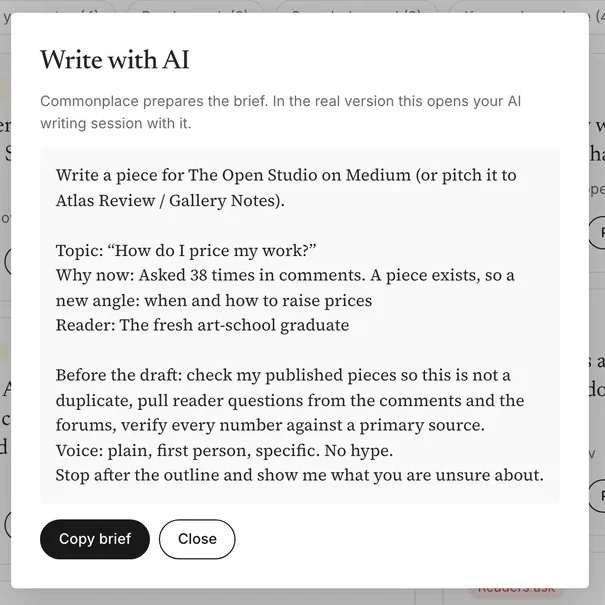 Write with AI
Commonplace prepares the brief. In the real version this opens your AI
writing session with it.
Write a piece for The Open Studio on Medium (or pitch it to
Atlas Review / Gallery Notes).
Topic: “How do I price my work?”
Why now: Asked 38 times in comments. A piece exists, so a
new angle: when and how to raise prices
Reader: The fresh art-school graduate
Before the draft: check my published pieces so this is not a
duplicate, pull reader questions from the comments and the
forums, verify every number against a primary source.
Voice: plain, first person, specific. No hype.
Stop after the outline and show me what you are unsure about.
Copy brief
Close
Readers ask